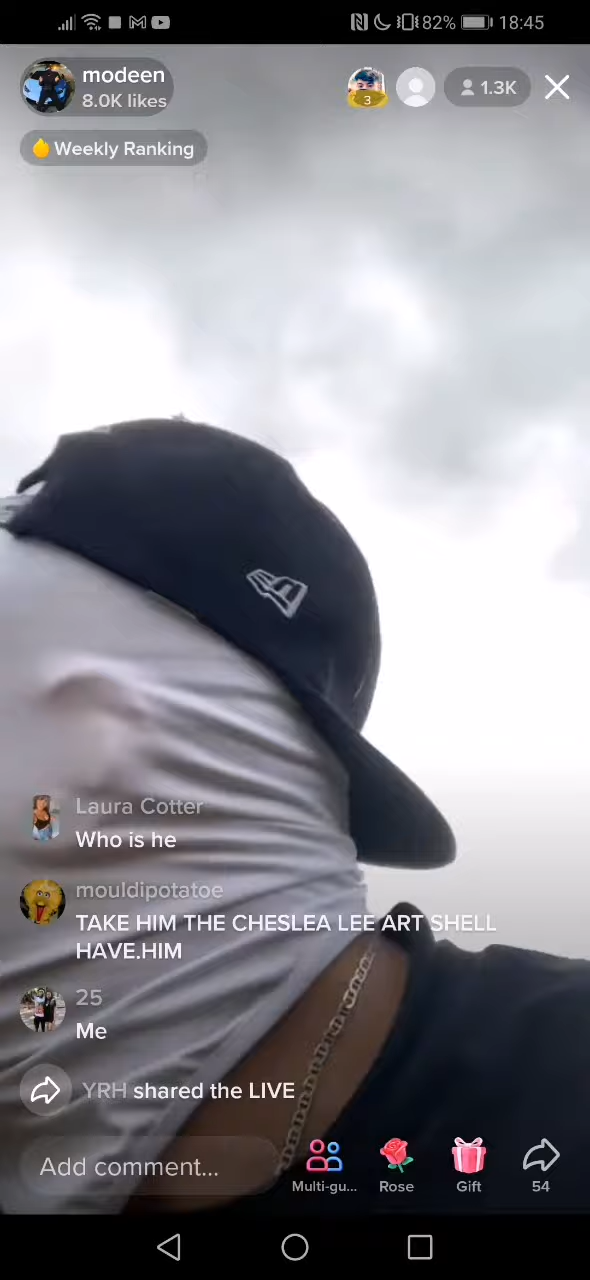 82% 18:45
modeen
8.0K likes
3
1.3K
Weekly Ranking
Laura Cotter
Who is he
mouldipotatoe
TAKE HIM THE CHESLEA LEE ART SHELL
HAVE.HIM
25
Me
YRH shared the LIVE
Add comment...
Multi-gu...
Rose
Gift
54